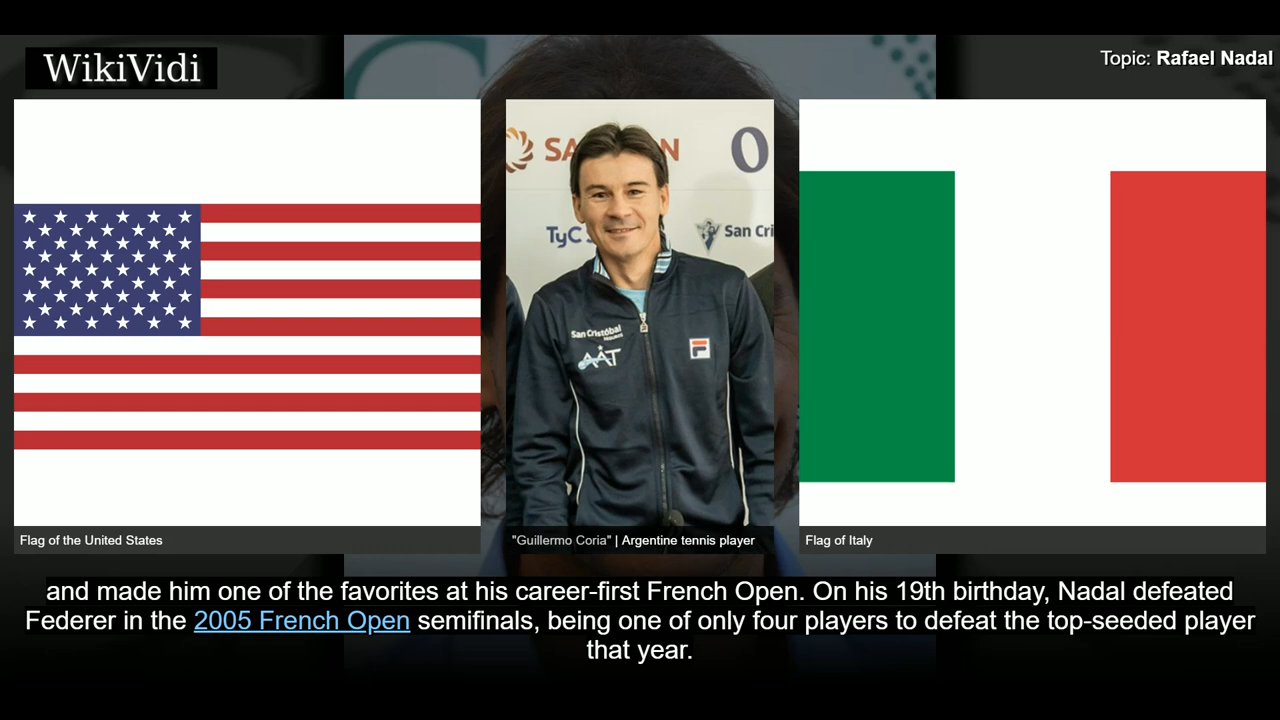 WikiVidi
Topic: Rafael Nadal
SAN
0
TyC
San Cri
San Cristóbal
SEGUROS
AAT
Flag of the United States
"Guillermo Coria" | Argentine tennis player
Flag of Italy
and made him one of the favorites at his career-first French Open. On his 19th birthday, Nadal defeated
Federer in the 2005 French Open semifinals, being one of only four players to defeat the top-seeded player
that year.